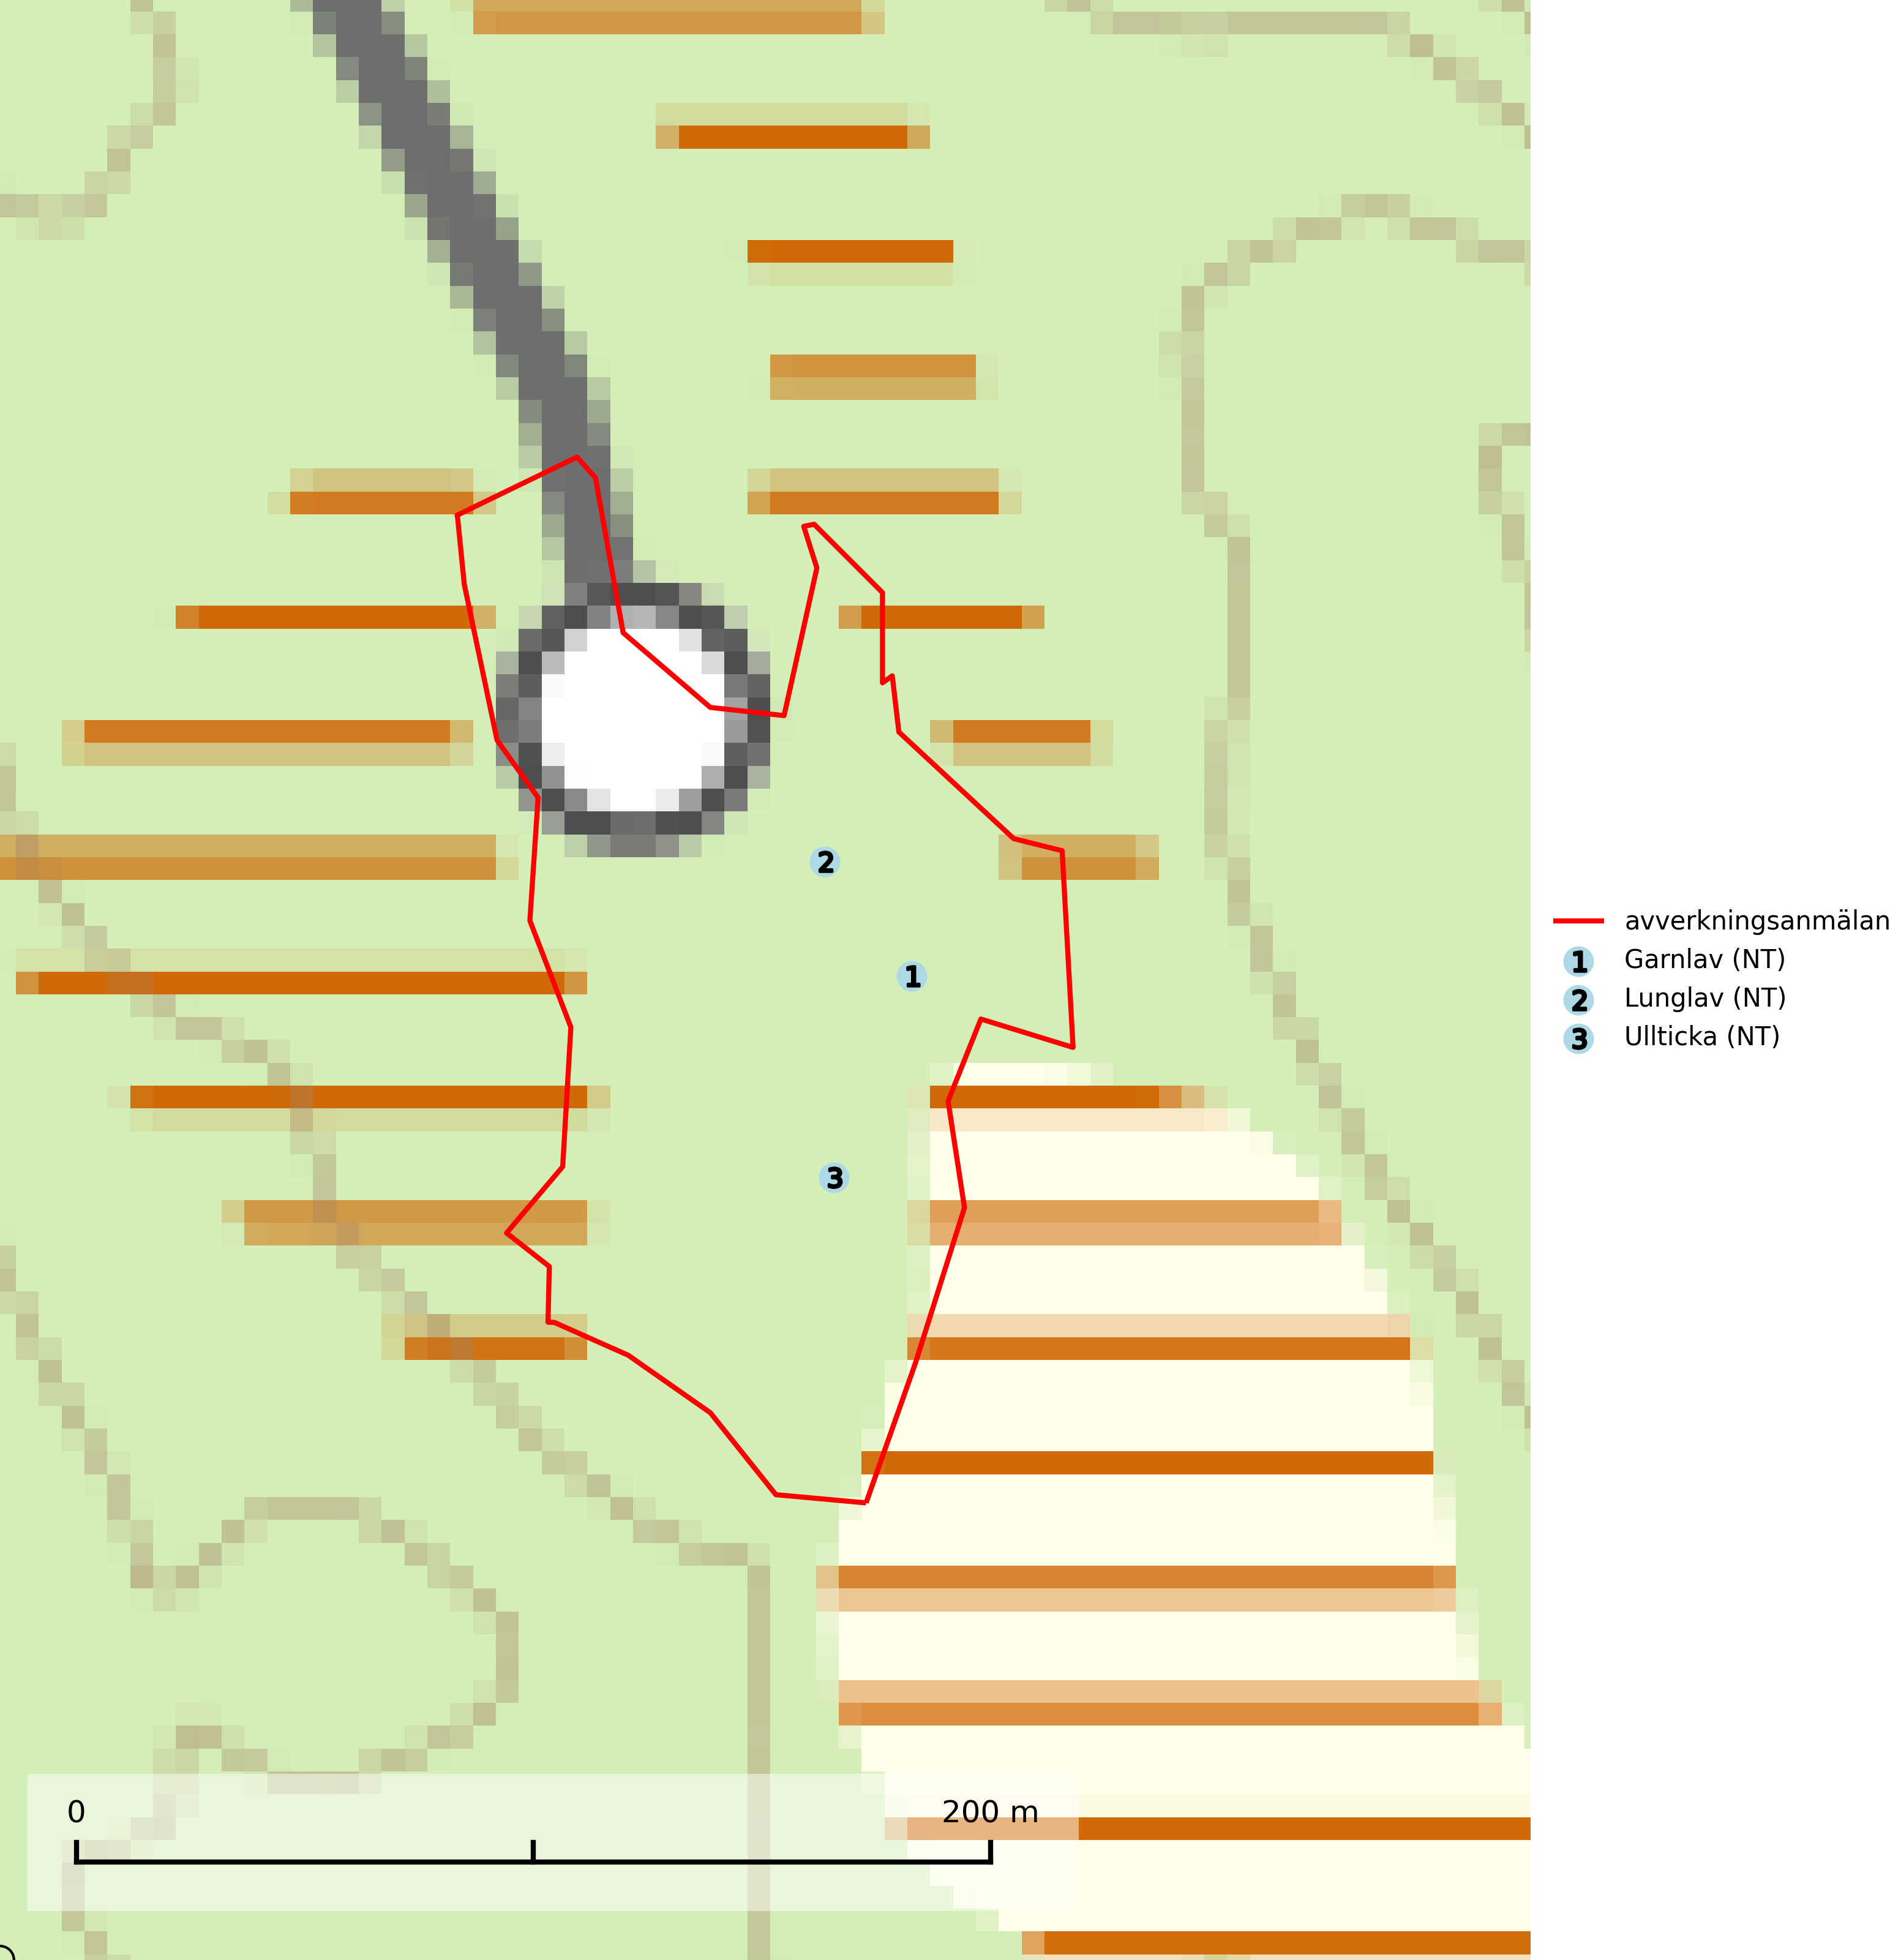 2
1
3
avverkningsanmälan
1 Garnlav (NT)
2 Lunglav (NT)
3 Ullticka (NT)
0 200 m